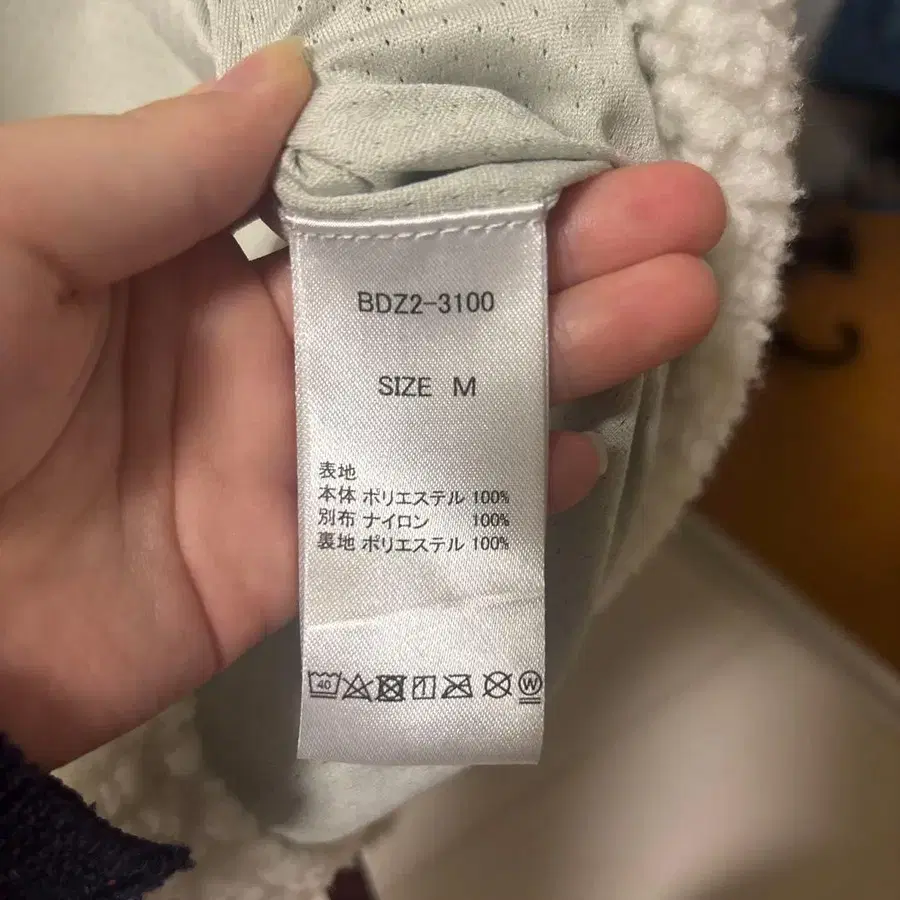 BDZ2-3100
SIZE M
表地
本体 ポリエステル 100%
別布 ナイロン 100%
裏地 ポリエステル 100%
40
W